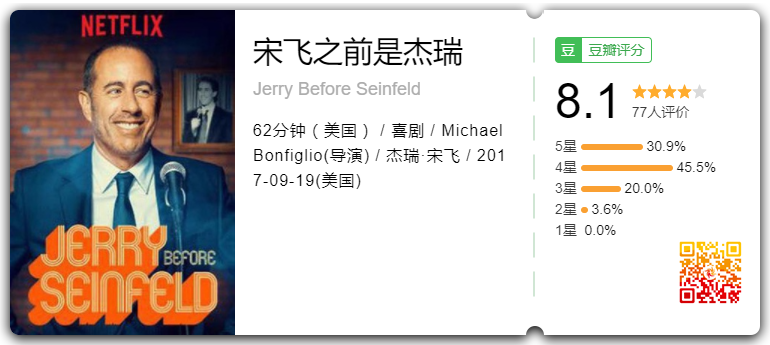 NETFLIX
JERRY BEFORE
SEINFELD
宋飞之前是杰瑞
Jerry Before Seinfeld
62分钟（美国） / 喜剧 / Michael
Bonfiglio(导演) / 杰瑞·宋飞 / 201
7-09-19(美国)
豆 豆瓣评分
8.1
77人评价
5星 30.9%
4星 45.5%
3星 20.0%
2星 3.6%
1星 0.0%